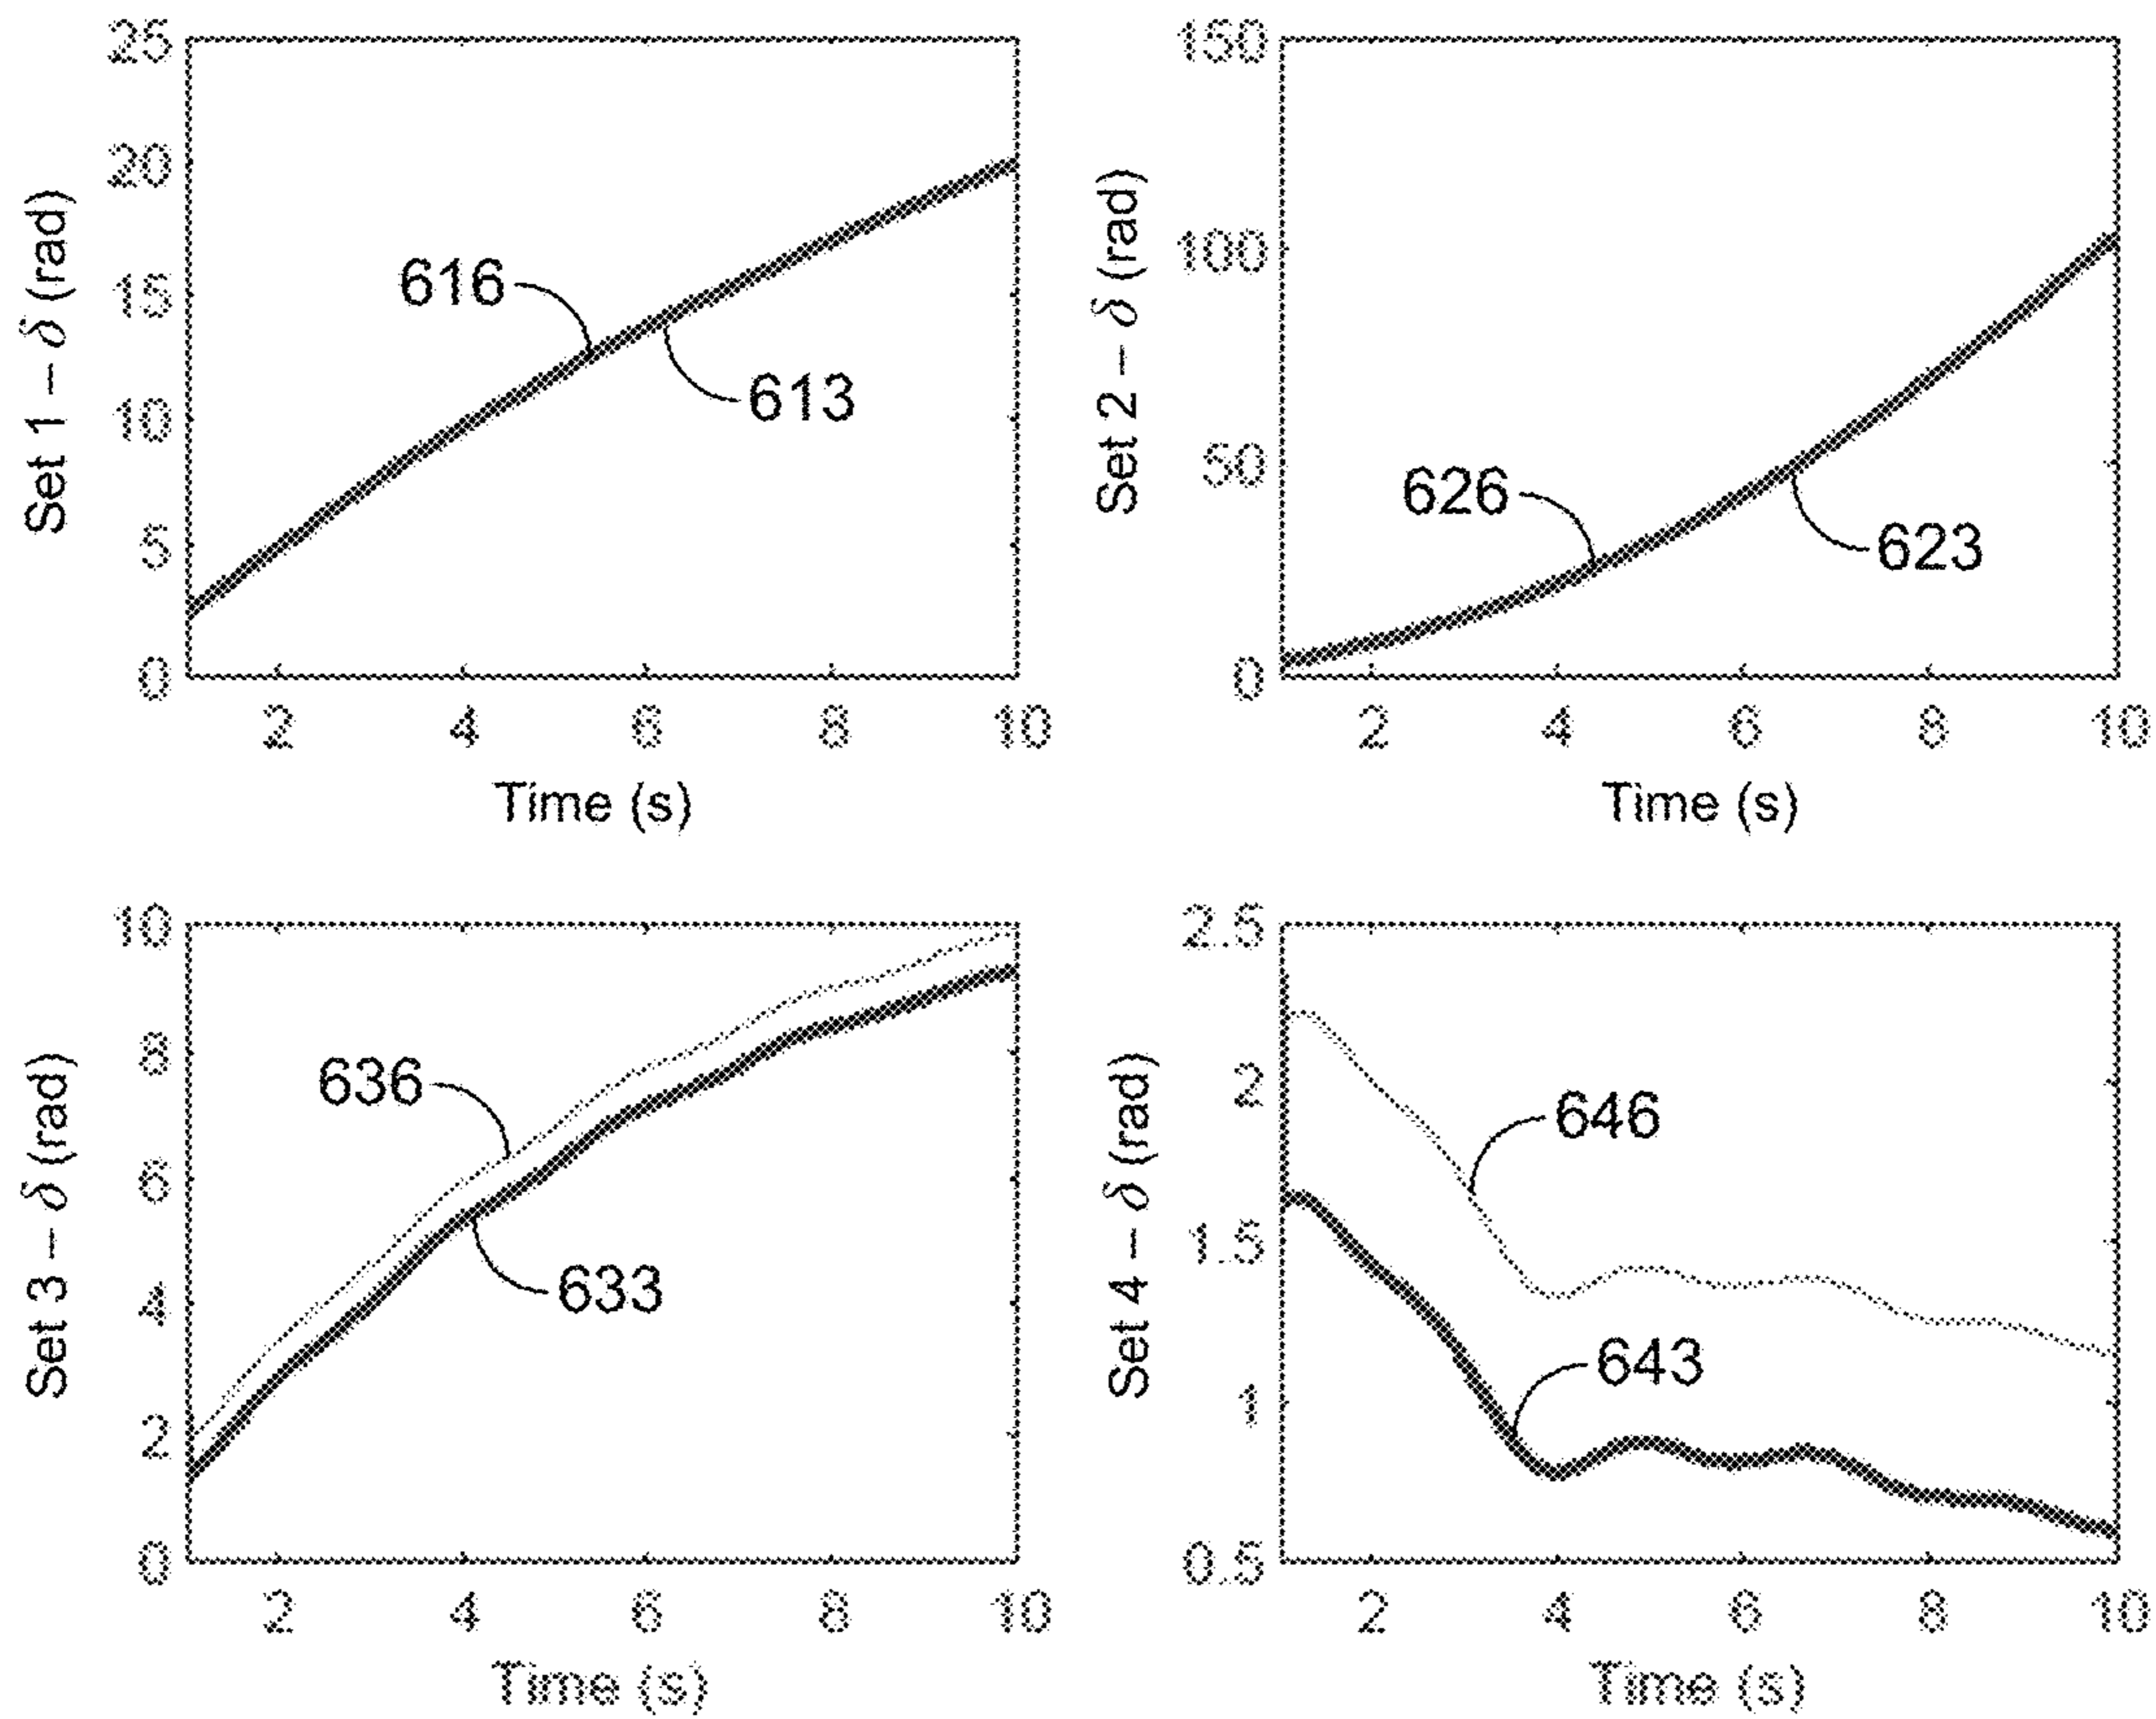 Set 1 – δ (rad)
25
20
15
10
5
0
616
613
2 4 6 8 10
Time (s)
Set 2 – δ (rad)
150
100
50
0
626
623
2 4 6 8 10
Time (s)
Set 3 – δ (rad)
10
8
6
4
2
0
636
633
2 4 6 8 10
Time (s)
Set 4 – δ (rad)
2.5
2
1.5
1
0.5
646
643
2 4 6 8 10
Time (s)